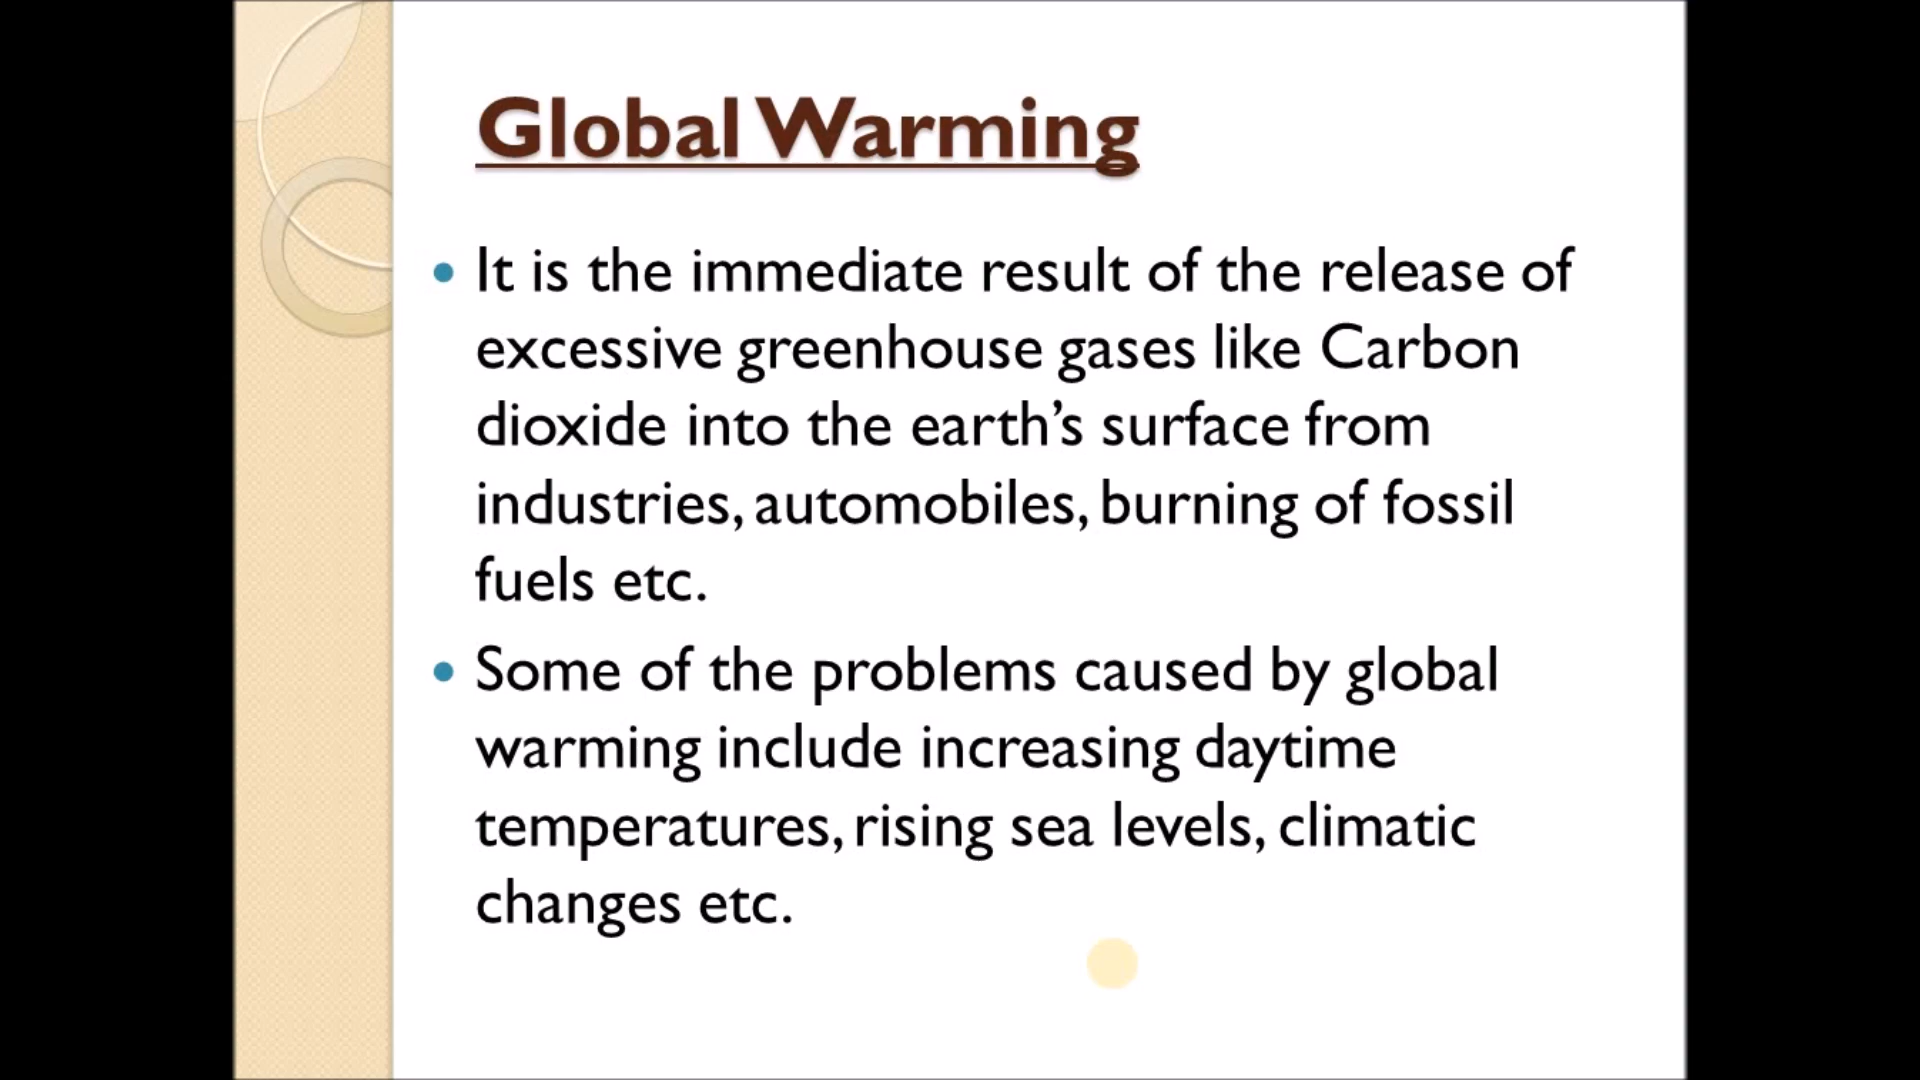 Global Warming
It is the immediate result of the release of
excessive greenhouse gases like Carbon
dioxide into the earth’s surface from
industries, automobiles, burning of fossil
fuels etc.
Some of the problems caused by global
warming include increasing daytime
temperatures, rising sea levels, climatic
changes etc.